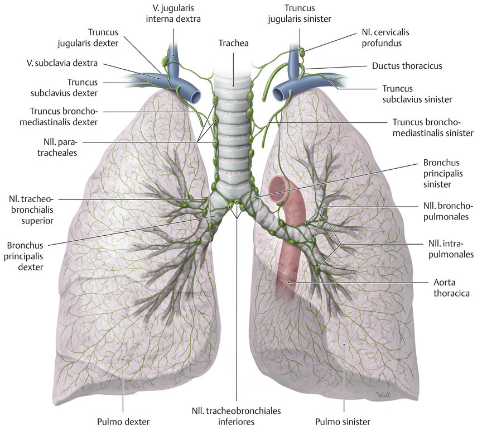 V. jugularis
interna dextra
Truncus
jugularis sinister
Truncus
jugularis dexter
Trachea
Nl. cervicalis
profundus
V. subclavia dextra
Ductus thoracicus
Truncus
subclavius dexter
Truncus
subclavius sinister
Truncus broncho-
mediastinalis dexter
Truncus broncho-
mediastinalis sinister
Nll. para-
tracheales
Bronchus
principalis
sinister
Nl. tracheo-
bronchialis
superior
Nll. broncho-
pulmonales
Bronchus
principalis
dexter
Nll. intra-
pulmonales
Aorta
thoracica
Pulmo dexter
Nll. tracheobronchiales
inferiores
Pulmo sinister